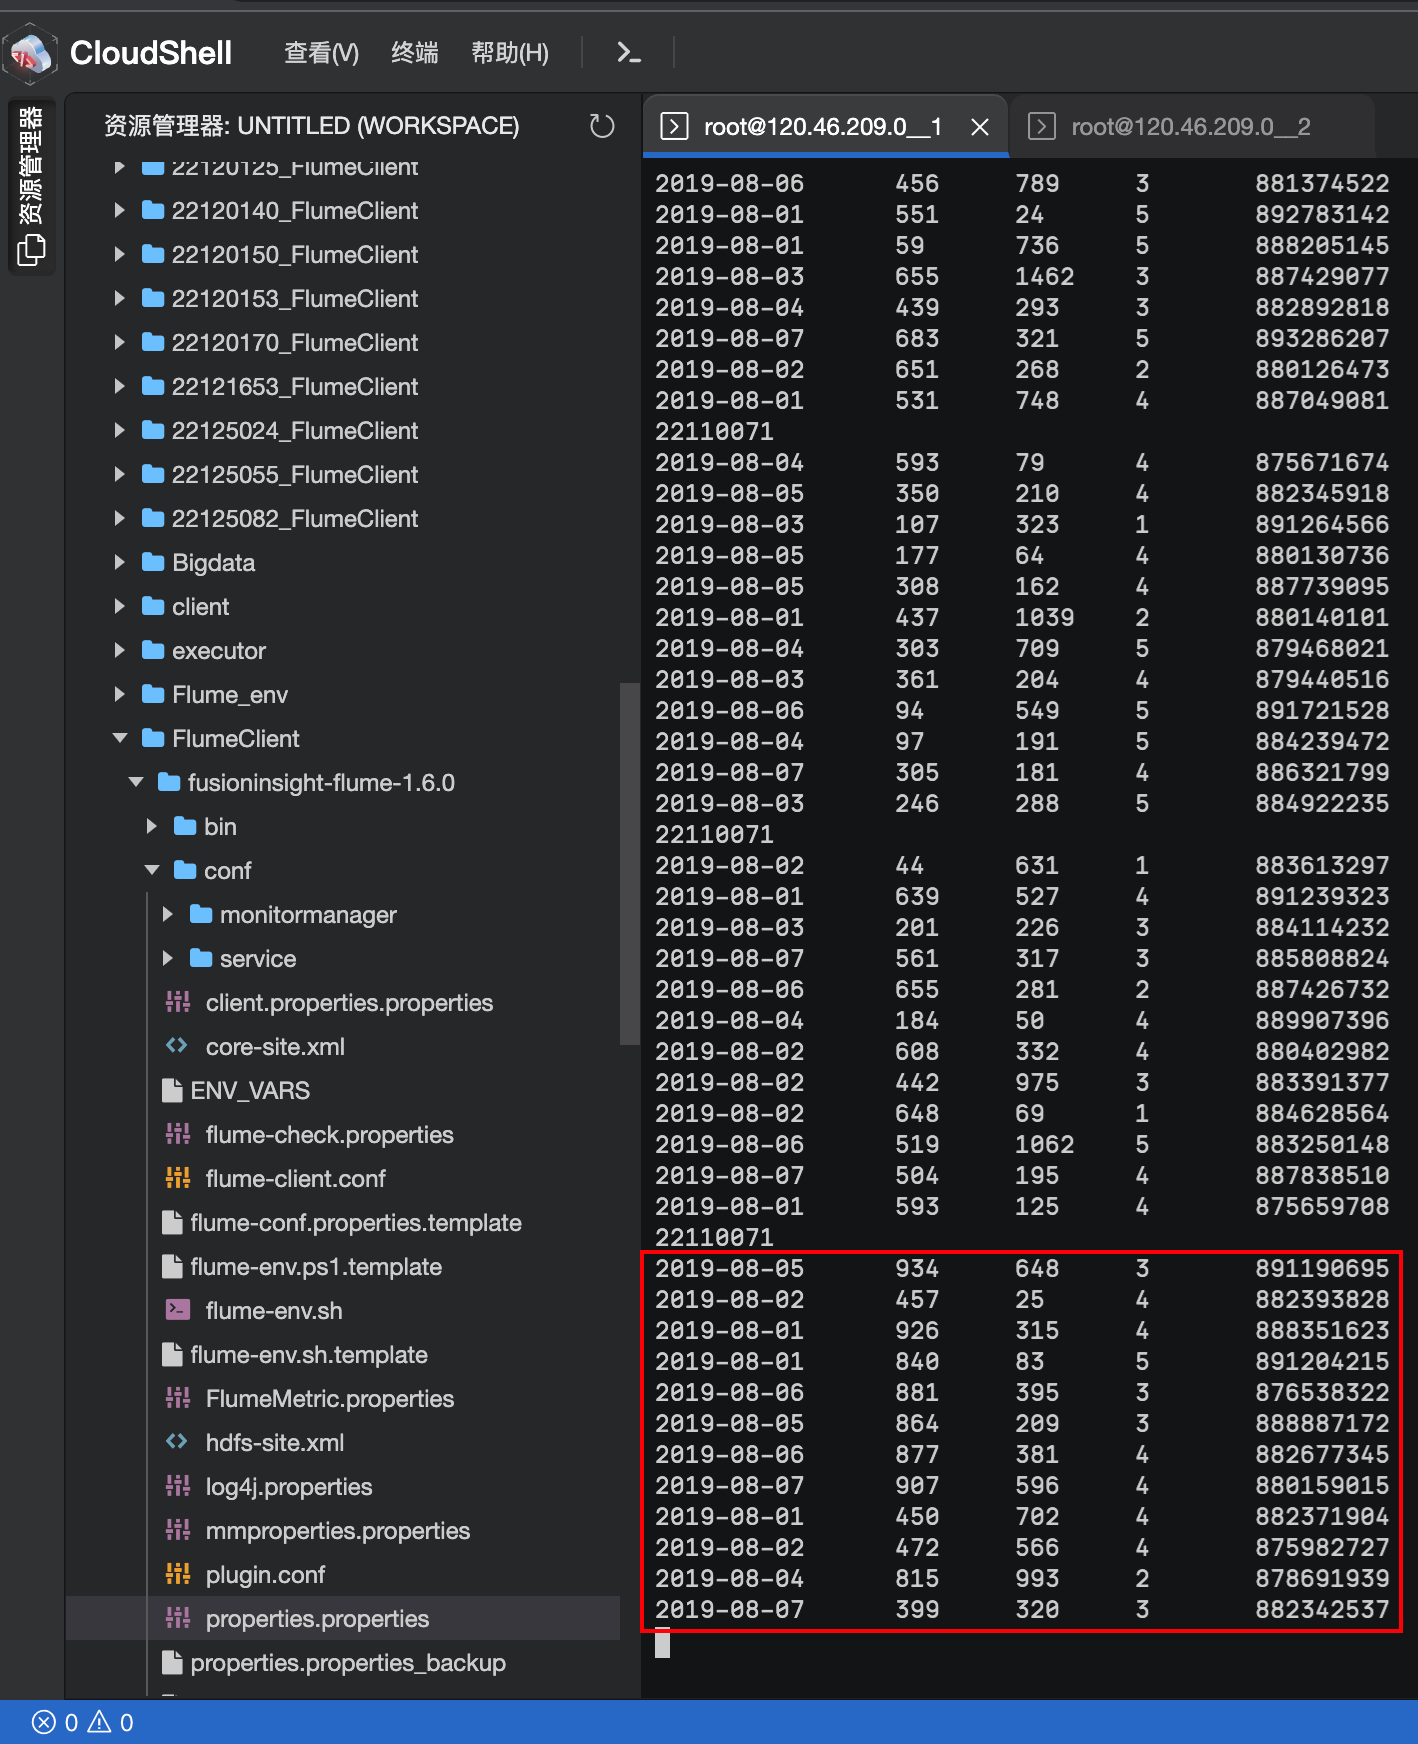 CloudShell 查看(V) 终端 帮助(H)
资源管理器
资源管理器: UNTITLED (WORKSPACE)
22120125_FlumeClient
22120140_FlumeClient
22120150_FlumeClient
22120153_FlumeClient
22120170_FlumeClient
22121653_FlumeClient
22125024_FlumeClient
22125055_FlumeClient
22125082_FlumeClient
Bigdata
client
executor
Flume_env
FlumeClient
fusioninsight-flume-1.6.0
bin
conf
monitormanager
service
client.properties.properties
core-site.xml
ENV_VARS
flume-check.properties
flume-client.conf
flume-conf.properties.template
flume-env.ps1.template
flume-env.sh
flume-env.sh.template
FlumeMetric.properties
hdfs-site.xml
log4j.properties
mmproperties.properties
plugin.conf
properties.properties
properties.properties_backup
root@120.46.209.0__1 root@120.46.209.0__2
2019-08-06 456 789 3 881374522
2019-08-01 551 24 5 892783142
2019-08-01 59 736 5 888205145
2019-08-03 655 1462 3 887429077
2019-08-04 439 293 3 882892818
2019-08-07 683 321 5 893286207
2019-08-02 651 268 2 880126473
2019-08-01 531 748 4 887049081
22110071
2019-08-04 593 79 4 875671674
2019-08-05 350 210 4 882345918
2019-08-03 107 323 1 891264566
2019-08-05 177 64 4 880130736
2019-08-05 308 162 4 887739095
2019-08-01 437 1039 2 880140101
2019-08-04 303 709 5 879468021
2019-08-03 361 204 4 879440516
2019-08-06 94 549 5 891721528
2019-08-04 97 191 5 884239472
2019-08-07 305 181 4 886321799
2019-08-03 246 288 5 884922235
22110071
2019-08-02 44 631 1 883613297
2019-08-01 639 527 4 891239323
2019-08-03 201 226 3 884114232
2019-08-07 561 317 3 885808824
2019-08-06 655 281 2 887426732
2019-08-04 184 50 4 889907396
2019-08-02 608 332 4 880402982
2019-08-02 442 975 3 883391377
2019-08-02 648 69 1 884628564
2019-08-06 519 1062 5 883250148
2019-08-07 504 195 4 887838510
2019-08-01 593 125 4 875659708
22110071
2019-08-05 934 648 3 891190695
2019-08-02 457 25 4 882393828
2019-08-01 926 315 4 888351623
2019-08-01 840 83 5 891204215
2019-08-06 881 395 3 876538322
2019-08-05 864 209 3 888887172
2019-08-06 877 381 4 882677345
2019-08-07 907 596 4 880159015
2019-08-01 450 702 4 882371904
2019-08-02 472 566 4 875982727
2019-08-04 815 993 2 878691939
2019-08-07 399 320 3 882342537
0 0